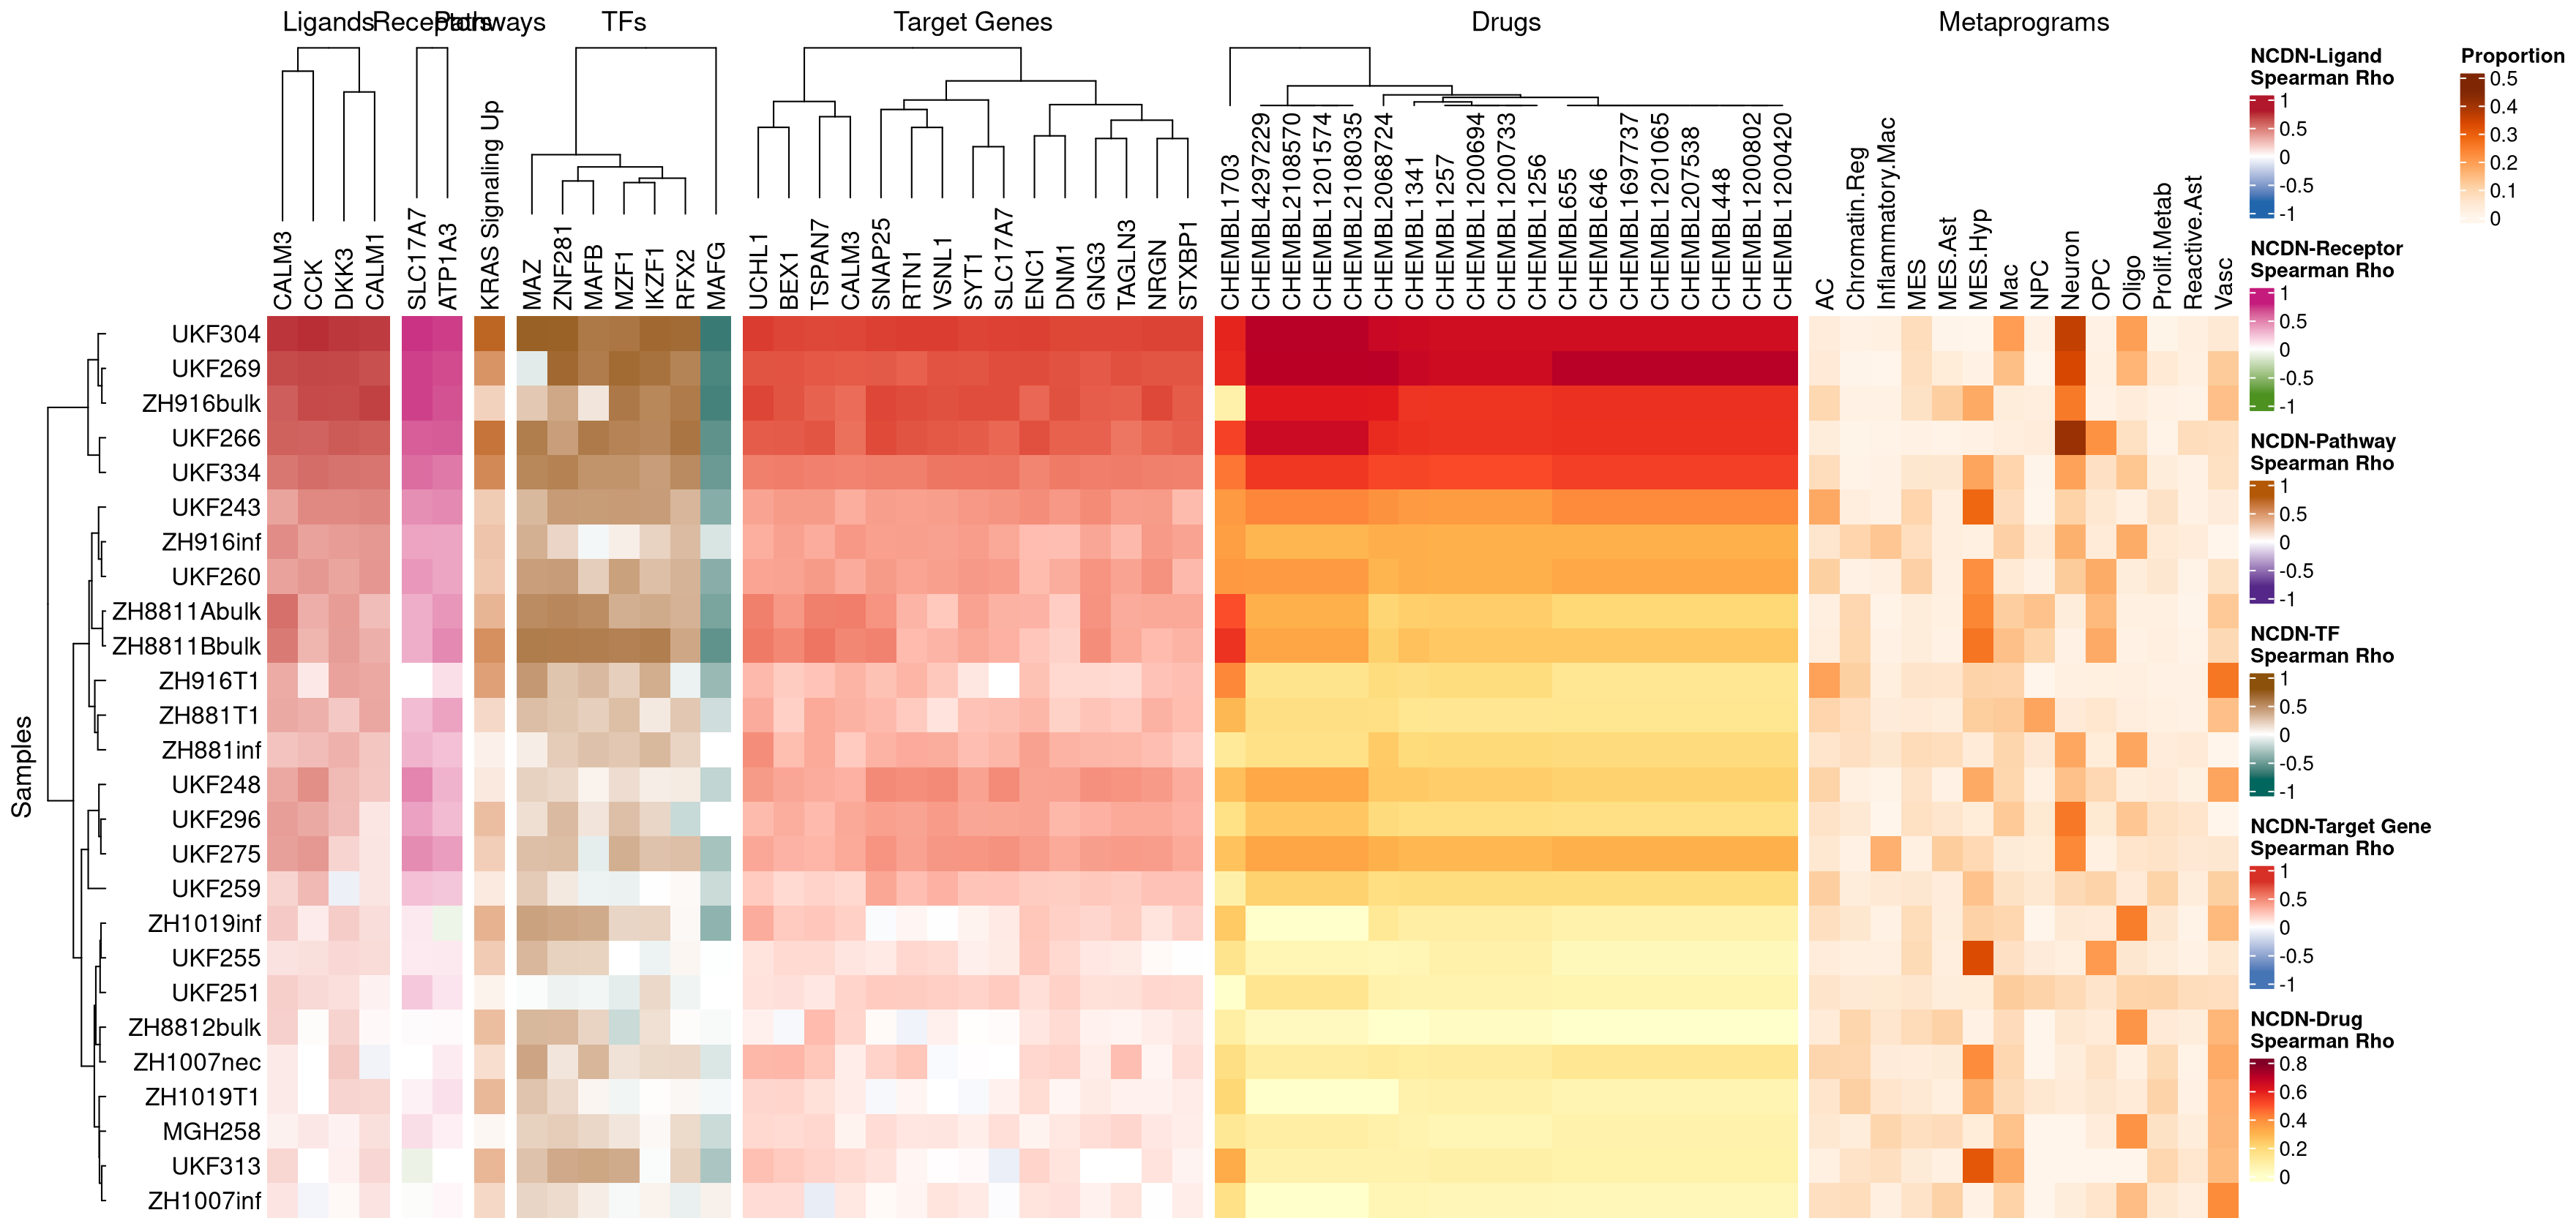 Ligands Receptors Pathways TFs Target Genes Drugs Metaprograms
CALM3
CCK
DKK3
CALM1
SLC17A7
ATP1A3
KRAS Signaling Up
MAZ
ZNF281
MAFB
MZF1
IKZF1
RFX2
MAFG
UCHL1
BEX1
TSPAN7
CALM3
SNAP25
RTN1
VSNL1
SYT1
SLC17A7
ENC1
DNM1
GNG3
TAGLN3
NRGN
STXBP1
CHEMBL1703
CHEMBL4297229
CHEMBL2108570
CHEMBL1201574
CHEMBL2108035
CHEMBL2068724
CHEMBL1341
CHEMBL1257
CHEMBL1200694
CHEMBL1200733
CHEMBL1256
CHEMBL655
CHEMBL646
CHEMBL1697737
CHEMBL1201065
CHEMBL207538
CHEMBL448
CHEMBL1200802
CHEMBL1200420
AC
Chromatin.Reg
Inflammatory.Mac
MES
MES.Ast
MES.Hyp
Mac
NPC
Neuron
OPC
Oligo
Prolif.Metab
Reactive.Ast
Vasc
Samples
UKF304
UKF269
ZH916bulk
UKF266
UKF334
UKF243
ZH916inf
UKF260
ZH8811Abulk
ZH8811Bbulk
ZH916T1
ZH881T1
ZH881inf
UKF248
UKF296
UKF275
UKF259
ZH1019inf
UKF255
UKF251
ZH8812bulk
ZH1007nec
ZH1019T1
MGH258
UKF313
ZH1007inf
NCDN-Ligand
Spearman Rho
1
0.5
0
-0.5
-1
NCDN-Receptor
Spearman Rho
1
0.5
0
-0.5
-1
NCDN-Pathway
Spearman Rho
1
0.5
0
-0.5
-1
NCDN-TF
Spearman Rho
1
0.5
0
-0.5
-1
NCDN-Target Gene
Spearman Rho
1
0.5
0
-0.5
-1
NCDN-Drug
Spearman Rho
0.8
0.6
0.4
0.2
0
Proportion
0.5
0.4
0.3
0.2
0.1
0